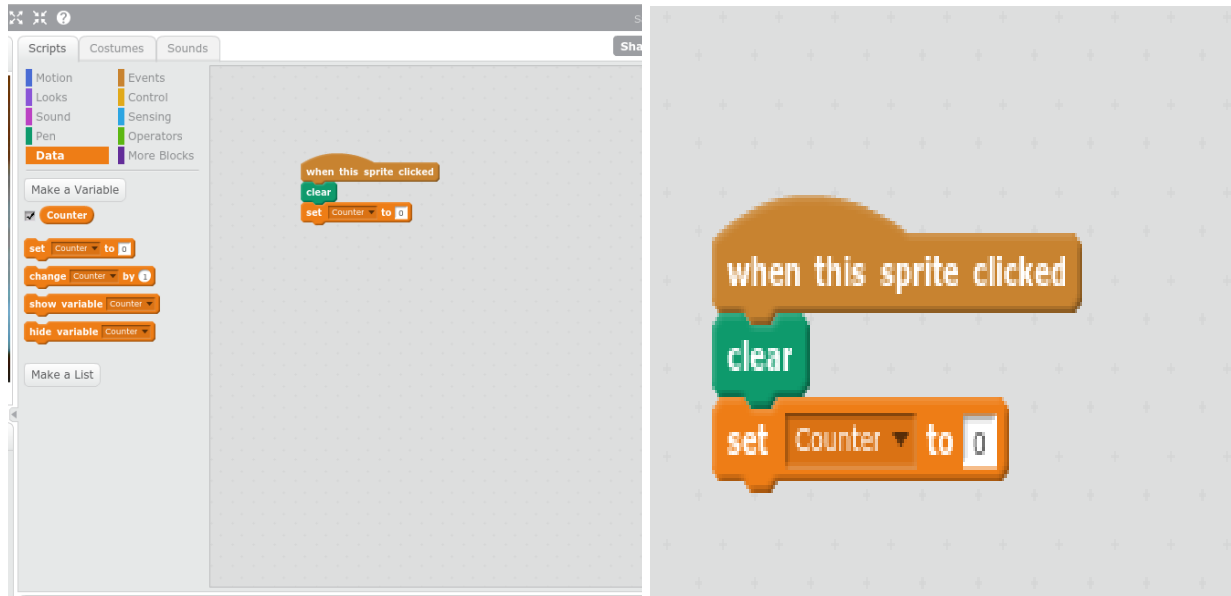 S
Scripts Costumes Sounds
Sha
Motion Events
Looks Control
Sound Sensing
Pen Operators
Data More Blocks
Make a Variable
Counter
set Counter to 0
change Counter by 1
show variable Counter
hide variable Counter
Make a List
when this sprite clicked
clear
set Counter to 0
when this sprite clicked
clear
set Counter to 0